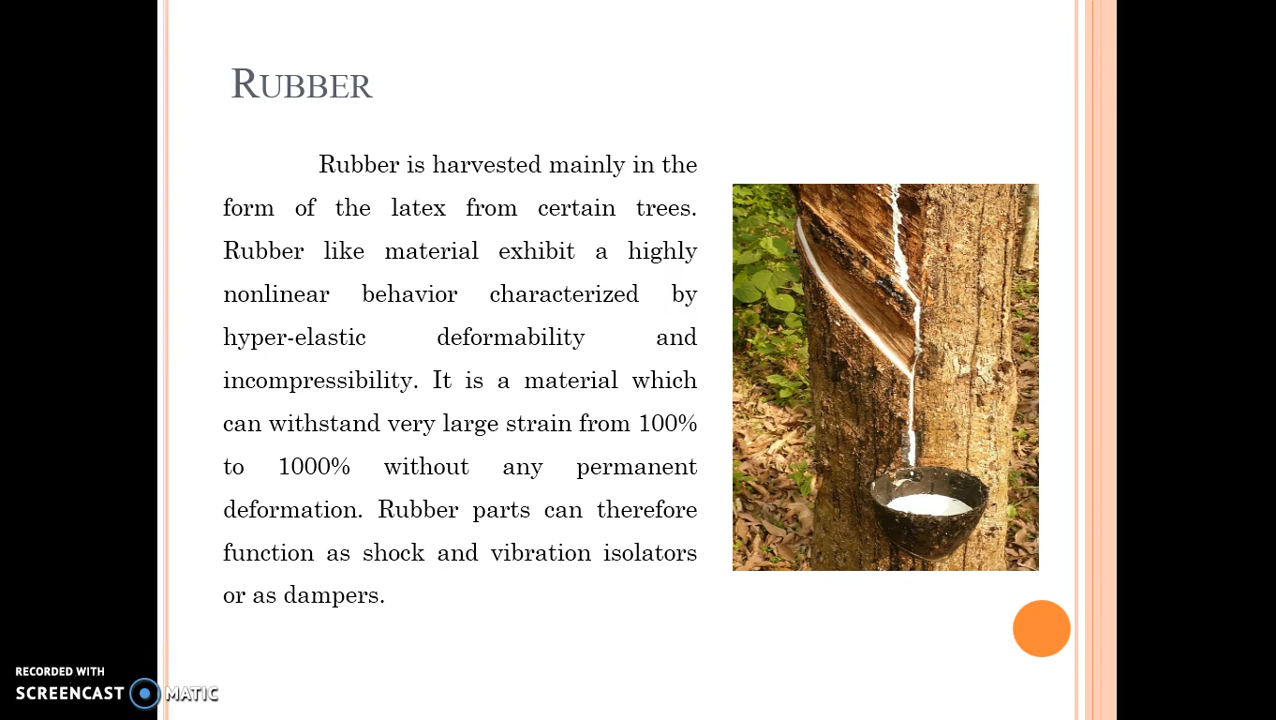 RUBBER
Rubber is harvested mainly in the
form of the latex from certain trees.
Rubber like material exhibit a highly
nonlinear behavior characterized by
hyper-elastic deformability and
incompressibility. It is a material which
can withstand very large strain from 100%
to 1000% without any permanent
deformation. Rubber parts can therefore
function as shock and vibration isolators
or as dampers.
RECORDED WITH
SCREENCAST MATIC